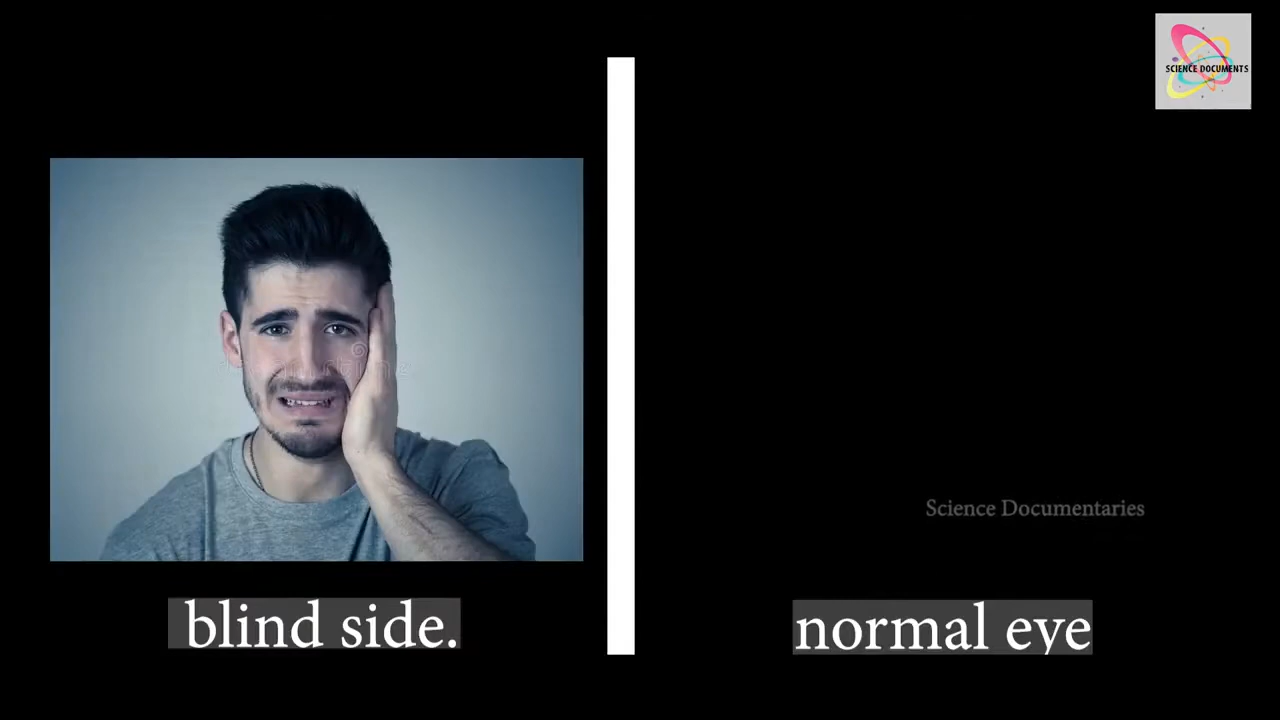 SCIENCE DOCUMENTS
Science Documentaries
blind side.
normal eye